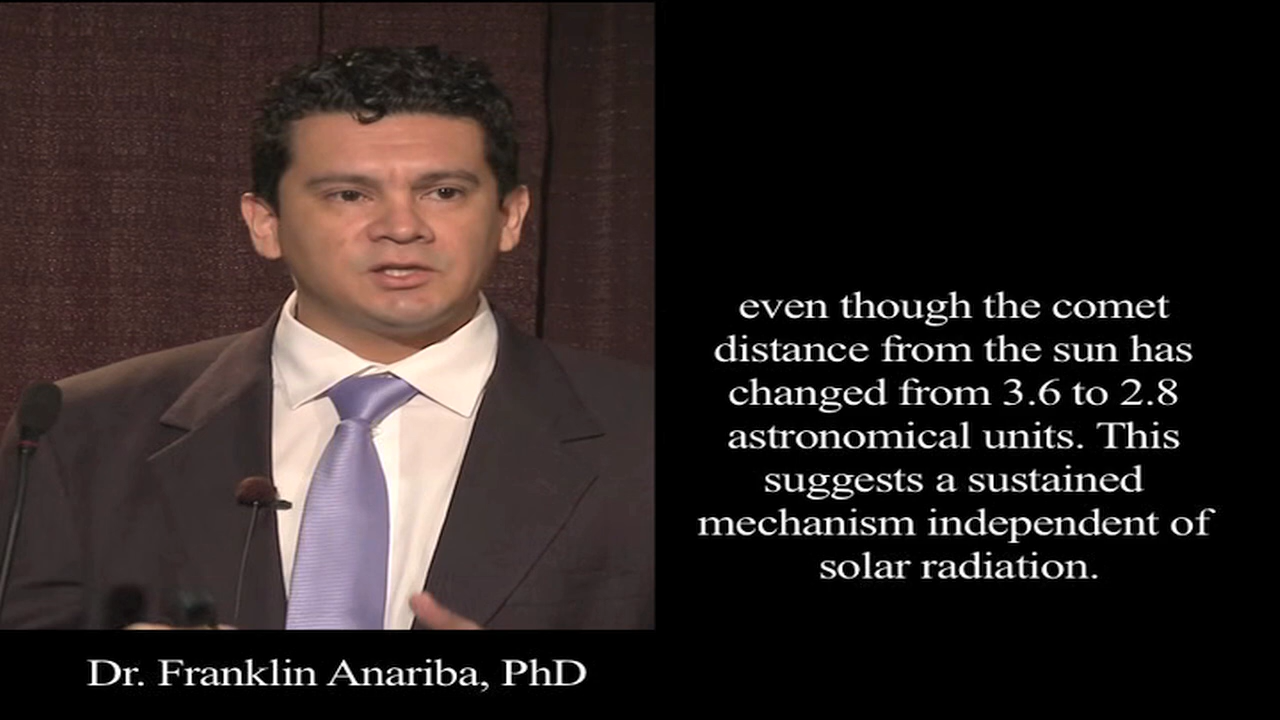 even though the comet
distance from the sun has
changed from 3.6 to 2.8
astronomical units. This
suggests a sustained
mechanism independent of
solar radiation.
Dr. Franklin Anariba, PhD